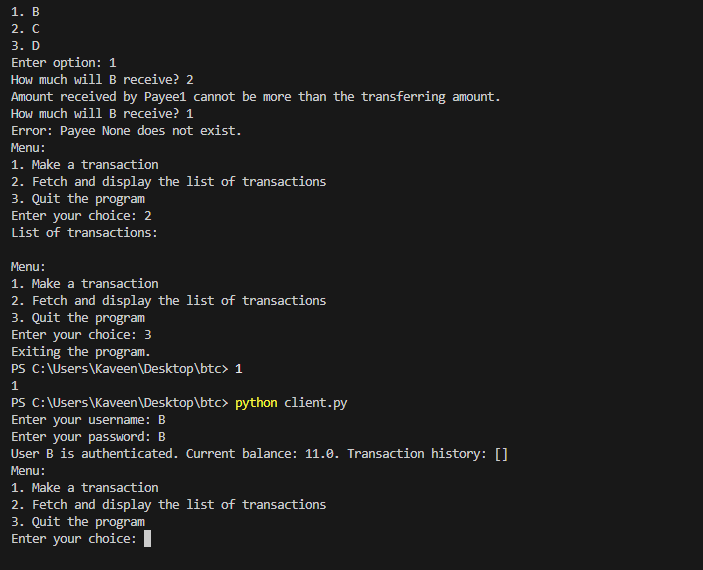 1. B
2. C
3. D
Enter option: 1
How much will B receive? 2
Amount received by Payee1 cannot be more than the transferring amount.
How much will B receive? 1
Error: Payee None does not exist.
Menu:
1. Make a transaction
2. Fetch and display the list of transactions
3. Quit the program
Enter your choice: 2
List of transactions:

Menu:
1. Make a transaction
2. Fetch and display the list of transactions
3. Quit the program
Enter your choice: 3
Exiting the program.
PS C:\Users\Kaveen\Desktop\btc> 1
1
PS C:\Users\Kaveen\Desktop\btc> python client.py
Enter your username: B
Enter your password: B
User B is authenticated. Current balance: 11.0. Transaction history: []
Menu:
1. Make a transaction
2. Fetch and display the list of transactions
3. Quit the program
Enter your choice: